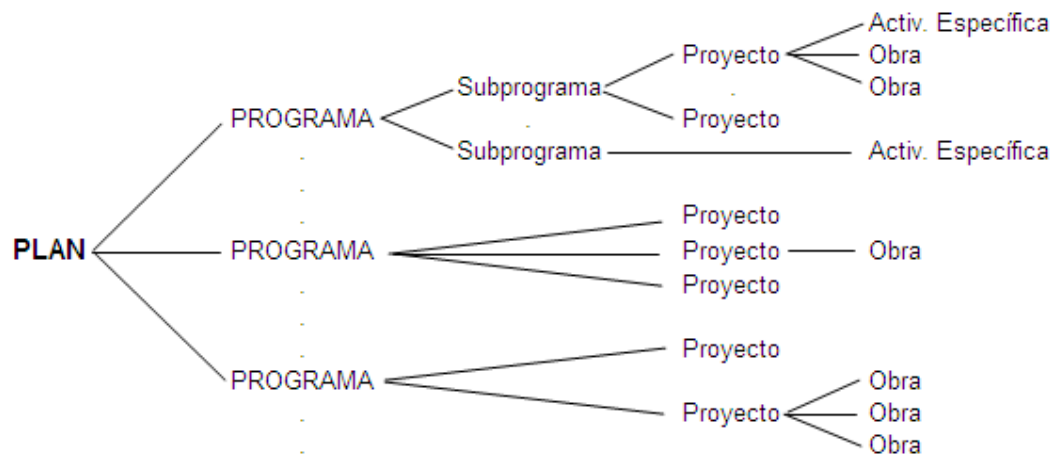 Activ. Específica
Proyecto
Obra
Subprograma
Obra
PROGRAMA
Proyecto
Subprograma
Activ. Específica
Proyecto
PLAN
PROGRAMA
Proyecto
Obra
Proyecto
Proyecto
PROGRAMA
Obra
Proyecto
Obra
Obra